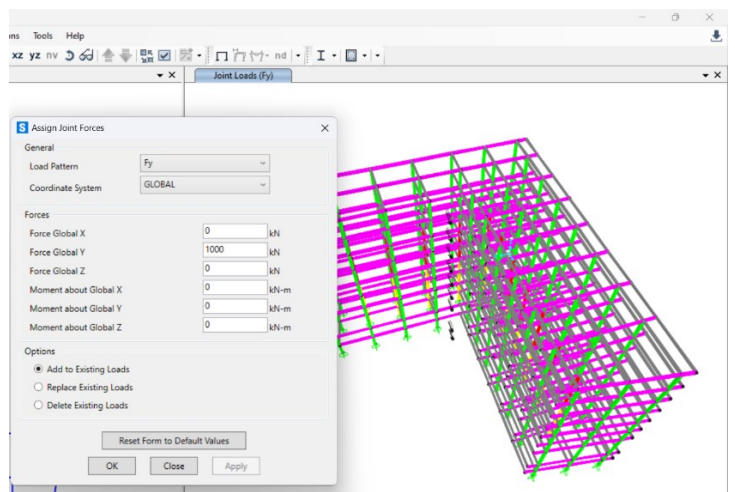 ns Tools Help
xz yz nv nd
Joint Loads (Fy)
S Assign Joint Forces
General
Load Pattern Fy
Coordinate System GLOBAL
Forces
Force Global X 0 kN
Force Global Y 1000 kN
Force Global Z 0 kN
Moment about Global X 0 kN-m
Moment about Global Y 0 kN-m
Moment about Global Z 0 kN-m
Options
Add to Existing Loads
Replace Existing Loads
Delete Existing Loads
Reset Form to Default Values
OK Close Apply